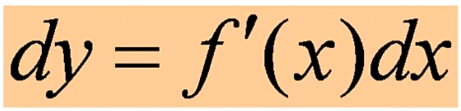 dy = f'(x)dx